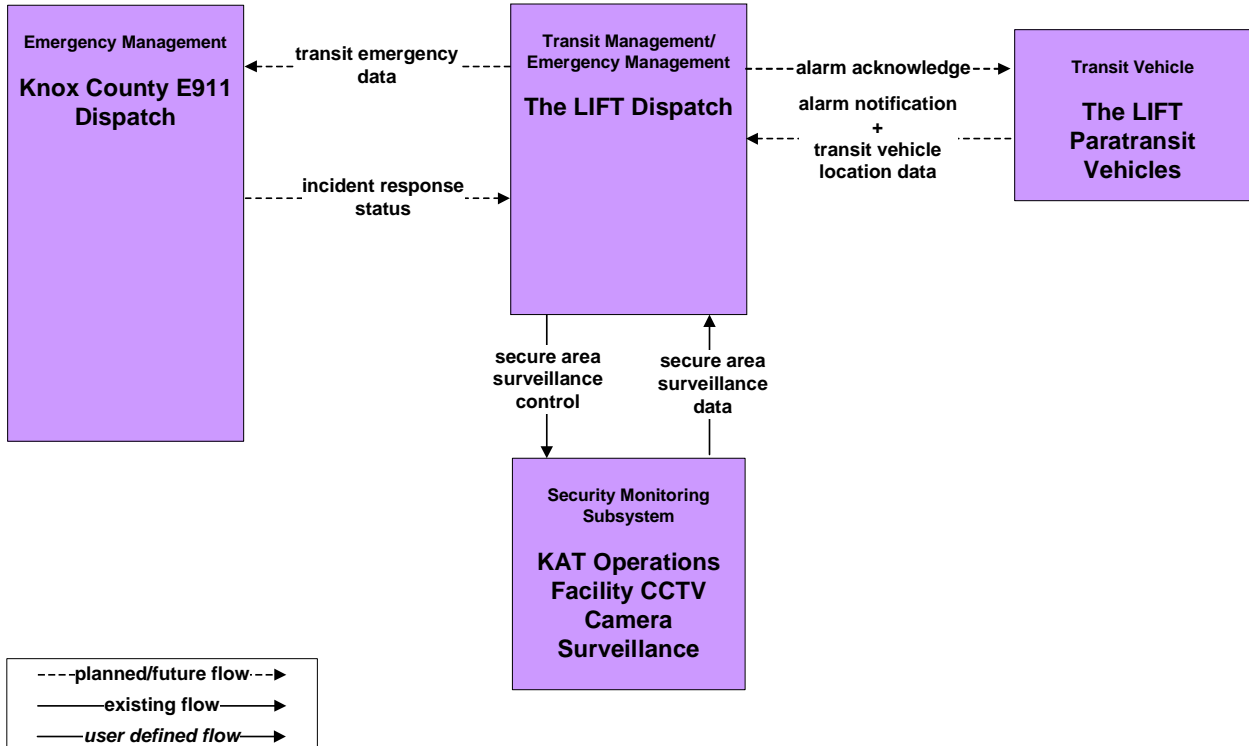 Emergency Management
Knox County E911
Dispatch
transit emergency
data
incident response
status
Transit Management/
Emergency Management
The LIFT Dispatch
alarm acknowledge
alarm notification
+
transit vehicle
location data
Transit Vehicle
The LIFT
Paratransit
Vehicles
secure area
surveillance
control
secure area
surveillance
data
Security Monitoring
Subsystem
KAT Operations
Facility CCTV
Camera
Surveillance
planned/future flow
existing flow
user defined flow